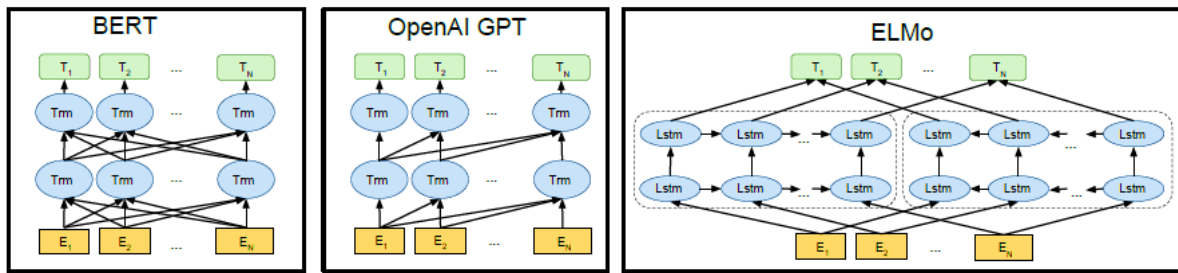 BERT
T1 T2 ... TN
Trm Trm ... Trm
Trm Trm ... Trm
E1 E2 ... EN
OpenAI GPT
T1 T2 ... TN
Trm Trm ... Trm
Trm Trm ... Trm
E1 E2 ... EN
ELMo
T1 T2 ... TN
Lstm Lstm ... Lstm Lstm Lstm ... Lstm
Lstm Lstm ... Lstm Lstm Lstm ... Lstm
E1 E2 ... EN